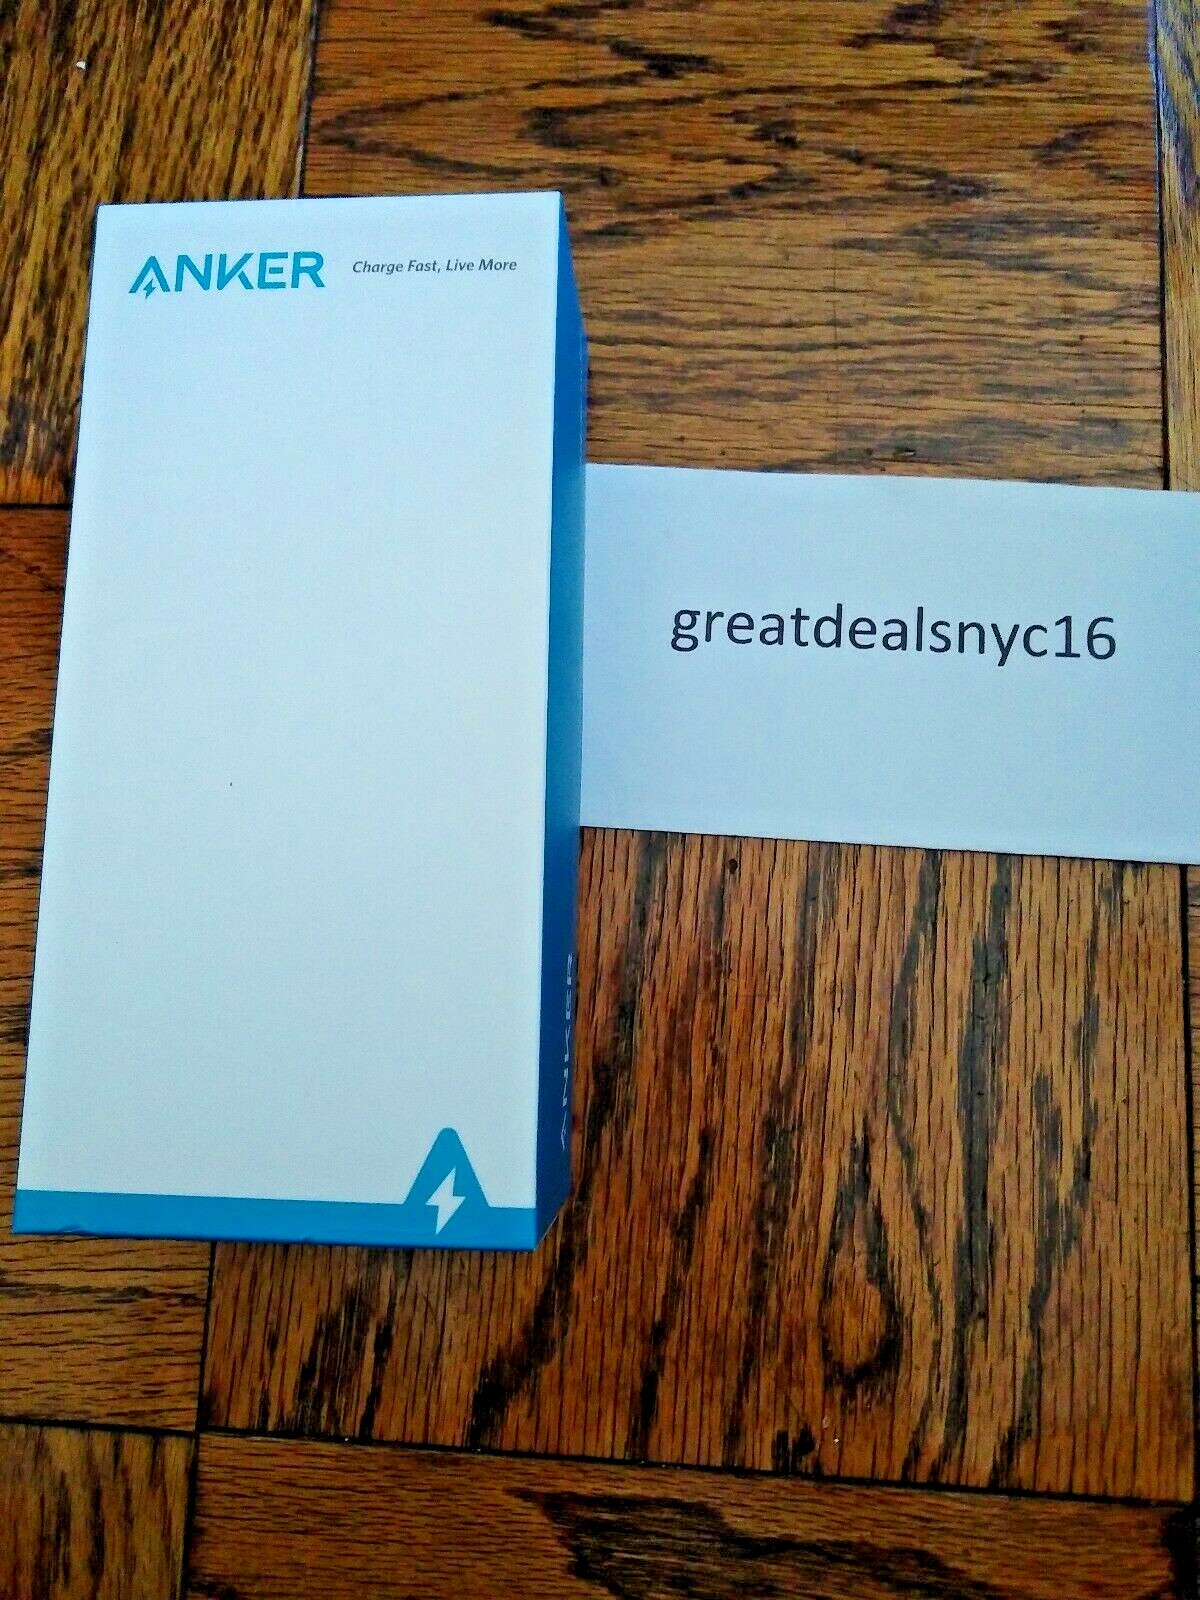 ANKER Charge Fast, Live More
greatdealsnyc16
ANKER